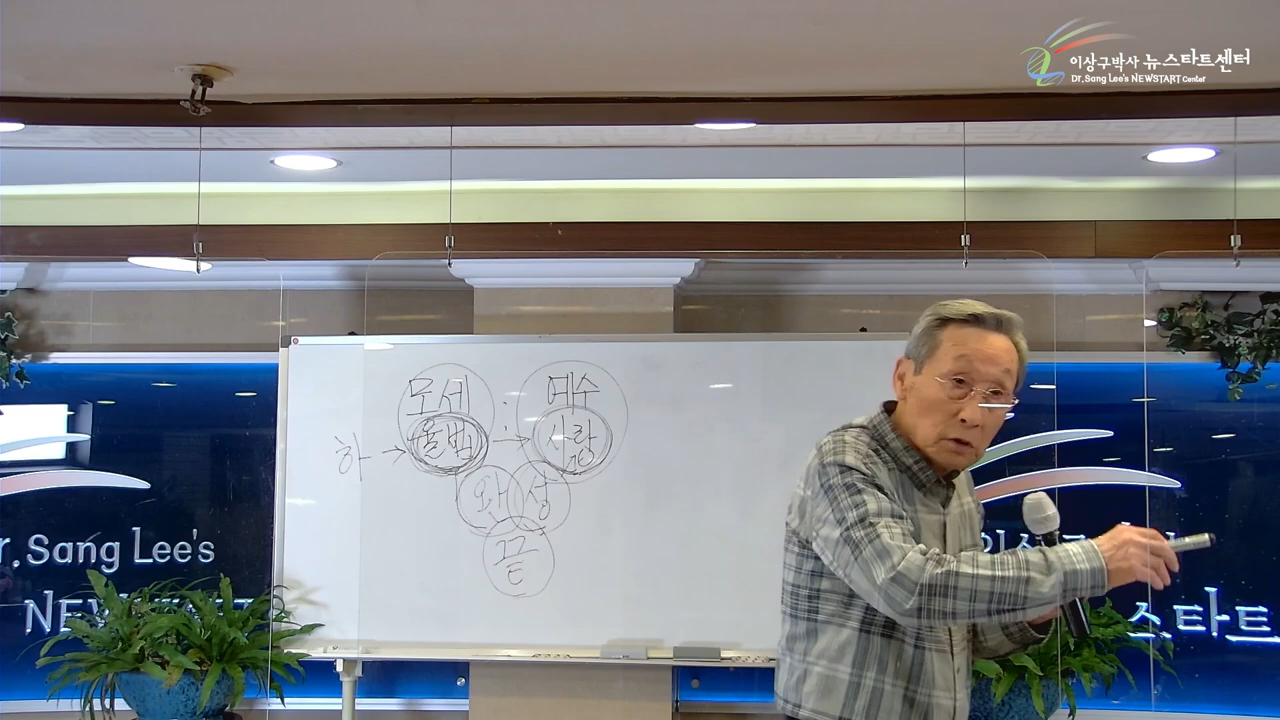 이상구박사 뉴스타트센터
Dr. Sang Lee's NEWSTART Center
모세 : 예수
하 → 율법 → 사랑
완성
끝
Dr. Sang Lee's
NEWSTART
스타트